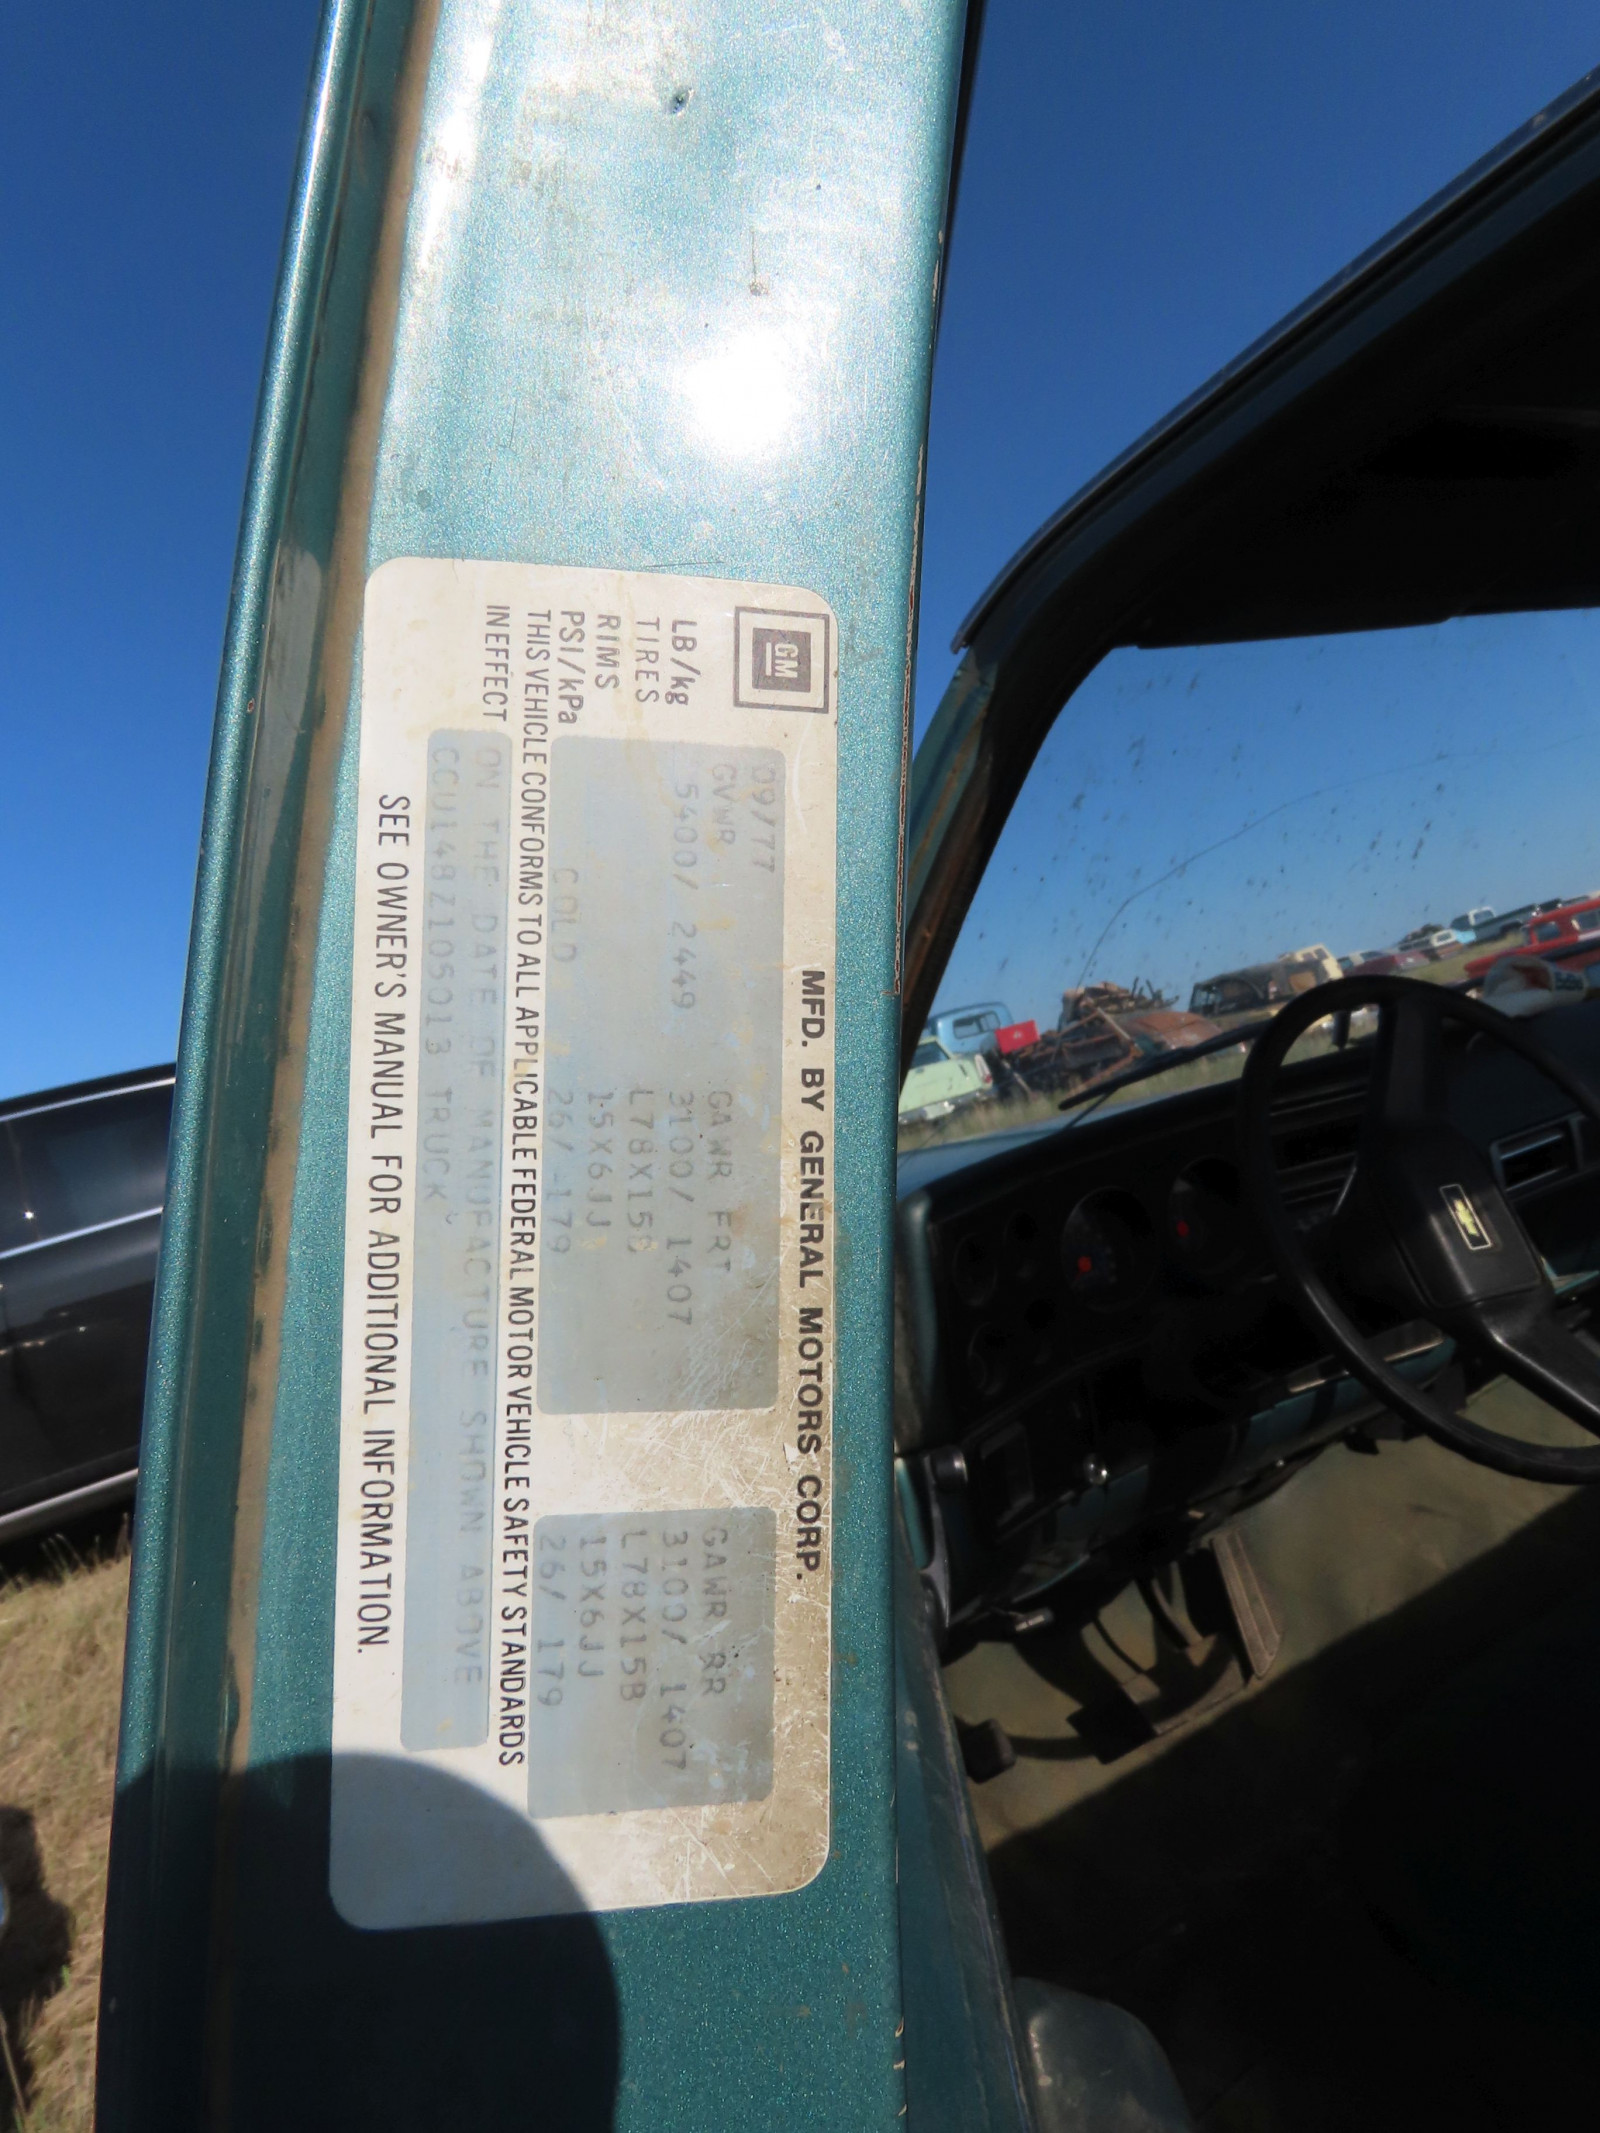 GM
MFD. BY GENERAL MOTORS CORP.
09/77
GVWR GAWR FRT GAWR RR
LB/kg 5400/ 2449 3100/ 1407 3100/ 1407
TIRES L78X15B L78X15B
RIMS 15X6JJ 15X6JJ
PSI/kPa COLD 26/ 179 26/ 179
THIS VEHICLE CONFORMS TO ALL APPLICABLE FEDERAL MOTOR VEHICLE SAFETY STANDARDS
IN EFFECT ON THE DATE OF MANUFACTURE SHOWN ABOVE
CCU148Z105013 TRUCK
SEE OWNER'S MANUAL FOR ADDITIONAL INFORMATION.